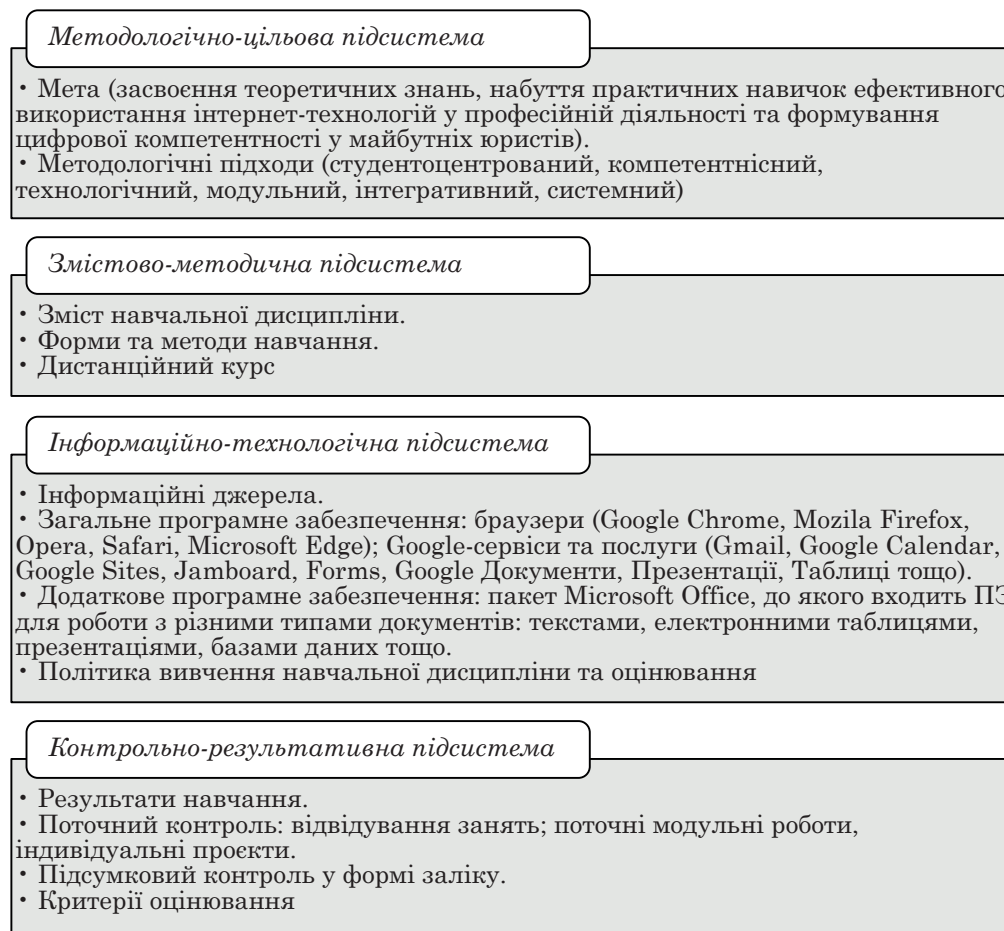 Методологічно-цільова підсистема
• Мета (засвоєння теоретичних знань, набуття практичних навичок ефективного
використання інтернет-технологій у професійній діяльності та формування
цифрової компетентності у майбутніх юристів).
• Методологічні підходи (студентоцентрований, компетентнісний,
технологічний, модульний, інтегративний, системний)
Змістово-методична підсистема
• Зміст навчальної дисципліни.
• Форми та методи навчання.
• Дистанційний курс
Інформаційно-технологічна підсистема
• Інформаційні джерела.
• Загальне програмне забезпечення: браузери (Google Chrome, Mozila Firefox,
Opera, Safari, Microsoft Edge); Google-сервіси та послуги (Gmail, Google Calendar,
Google Sites, Jamboard, Forms, Google Документи, Презентації, Таблиці тощо).
• Додаткове програмне забезпечення: пакет Microsoft Office, до якого входить ПЗ
для роботи з різними типами документів: текстами, електронними таблицями,
презентаціями, базами даних тощо.
• Політика вивчення навчальної дисципліни та оцінювання
Контрольно-результативна підсистема
• Результати навчання.
• Поточний контроль: відвідування занять; поточні модульні роботи,
індивідуальні проєкти.
• Підсумковий контроль у формі заліку.
• Критерії оцінювання